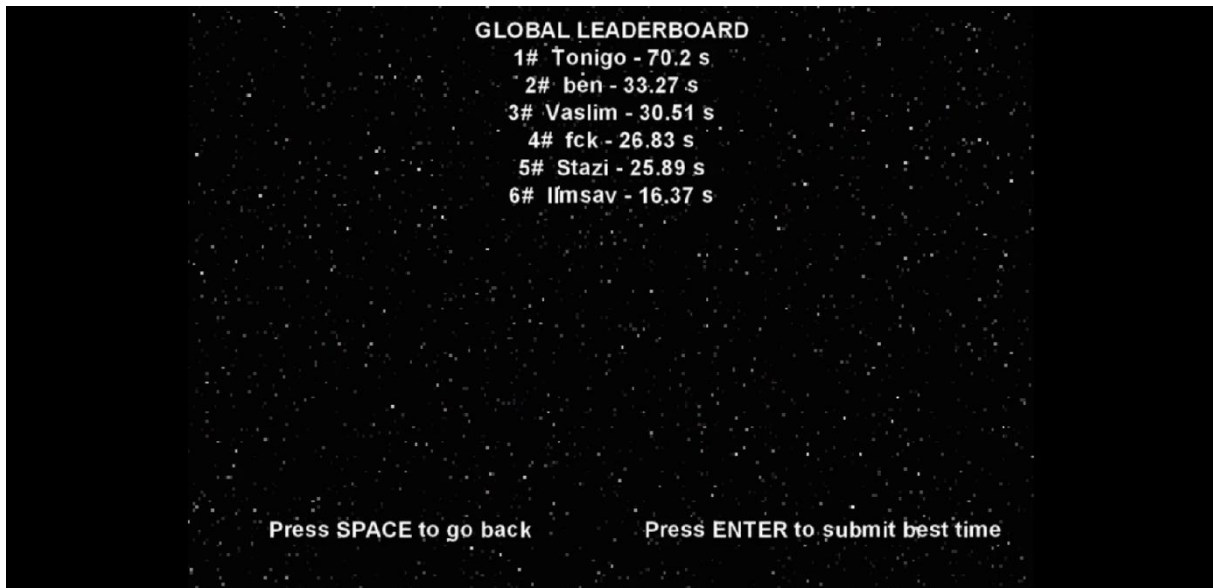 GLOBAL LEADERBOARD
1# Tonigo - 70.2 s
2# ben - 33.27 s
3# Vaslim - 30.51 s
4# fck - 26.83 s
5# Stazi - 25.89 s
6# Ilmsav - 16.37 s
Press SPACE to go back
Press ENTER to submit best time